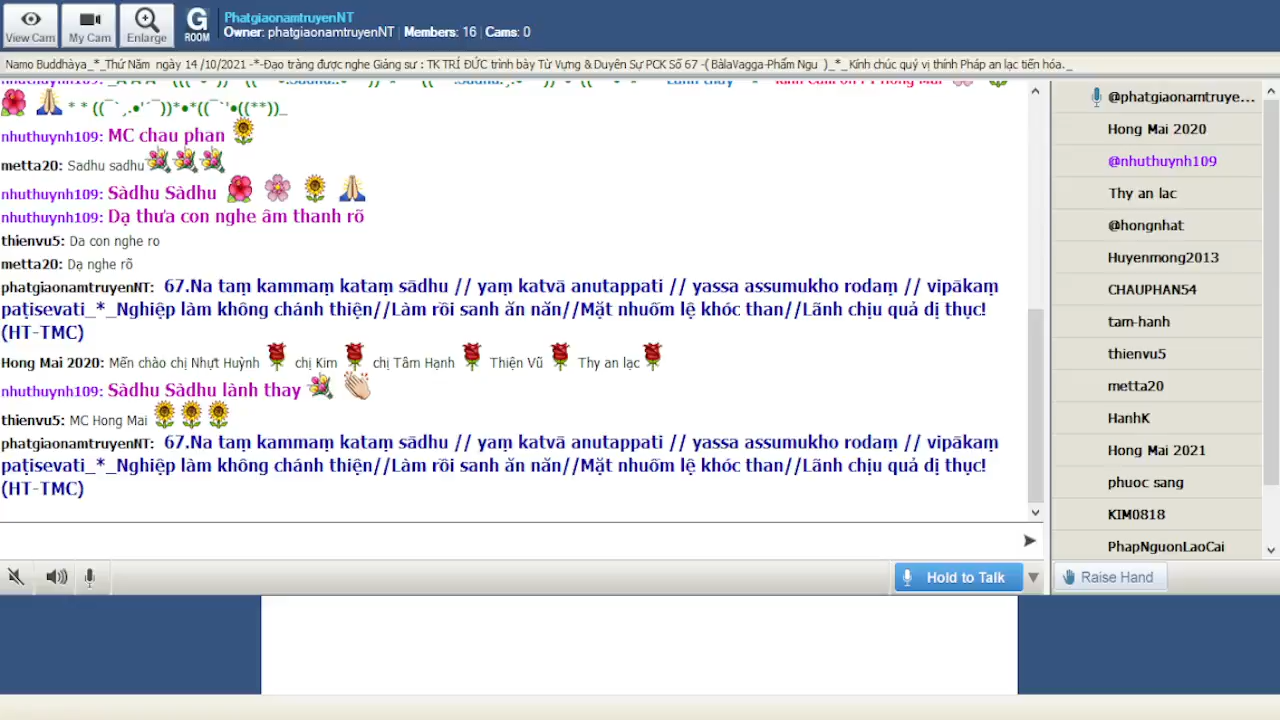 View Cam
My Cam
Enlarge
G
ROOM
PhatgiaonamtruyenNT
Owner: phatgiaonamtruyenNT | Members: 16 | Cams: 0
Namo Buddhàya_*_Thứ Năm ngày 14 /10/2021 -*-Đạo tràng được nghe Giảng sư : TK TRÍ ĐỨC trình bày Từ Vựng & Duyên Sự PCK Số 67 -( BàlaVagga-Phẩm Ngu )_*_ Kính chúc quý vị thính Pháp an lạc tiến hóa._
nhuthuynh109: MC chau phan
metta20: Sadhu sadhu
nhuthuynh109: Sàdhu Sàdhu
nhuthuynh109: Dạ thưa con nghe âm thanh rõ
thienvu5: Da con nghe ro
metta20: Dạ nghe rõ
phatgiaonamtruyenNT: 67.Na taṃ kammaṃ kataṃ sādhu // yaṃ katvā anutappati // yassa assumukho rodaṃ // vipākaṃ
paṭisevati_*_Nghiệp làm không chánh thiện//Làm rồi sanh ăn năn//Mặt nhuốm lệ khóc than//Lãnh chịu quả dị thục!
(HT-TMC)
Hong Mai 2020: Mến chào chị Nhựt Huỳnh chị Kim chị Tâm Hạnh Thiện Vũ Thy an lạc
nhuthuynh109: Sàdhu Sàdhu lành thay
thienvu5: MC Hong Mai
phatgiaonamtruyenNT: 67.Na taṃ kammaṃ kataṃ sādhu // yaṃ katvā anutappati // yassa assumukho rodaṃ // vipākaṃ
paṭisevati_*_Nghiệp làm không chánh thiện//Làm rồi sanh ăn năn//Mặt nhuốm lệ khóc than//Lãnh chịu quả dị thục!
(HT-TMC)
@phatgiaonamtruye...
Hong Mai 2020
@nhuthuynh109
Thy an lac
@hongnhat
Huyenmong2013
CHAUPHAN54
tam-hanh
thienvu5
metta20
HanhK
Hong Mai 2021
phuoc sang
KIM0818
PhapNguonLaoCai
Hold to Talk
Raise Hand